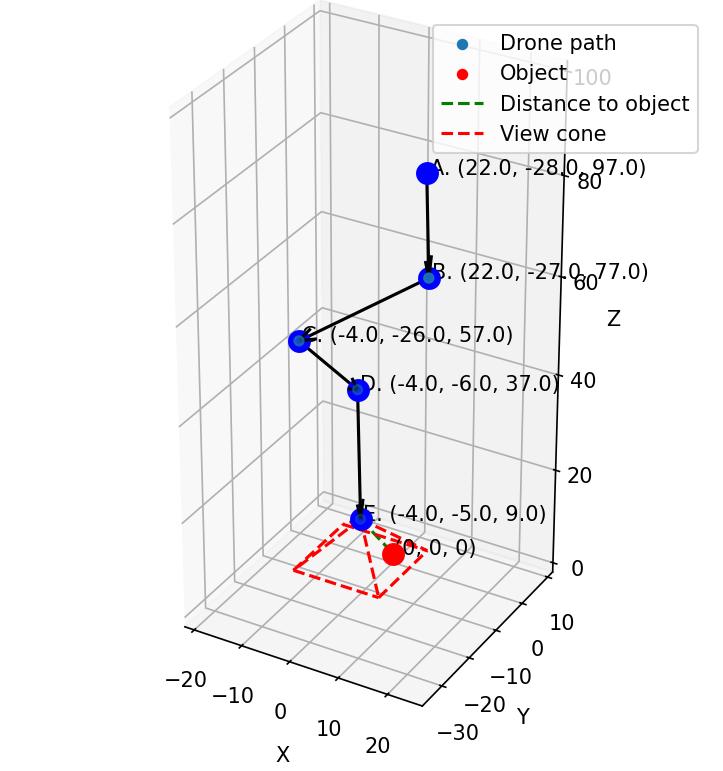 Drone path
Object
Distance to object
View cone
100
A. (22.0, -28.0, 97.0)
80
B. (22.0, -27.0, 77.0)
60
Z
C. (-4.0, -26.0, 57.0)
D. (-4.0, -6.0, 37.0)
40
20
E. (-4.0, -5.0, 9.0)
(0, 0, 0)
0
10
0
−10
−20
−30
Y
−20
−10
0
10
20
X